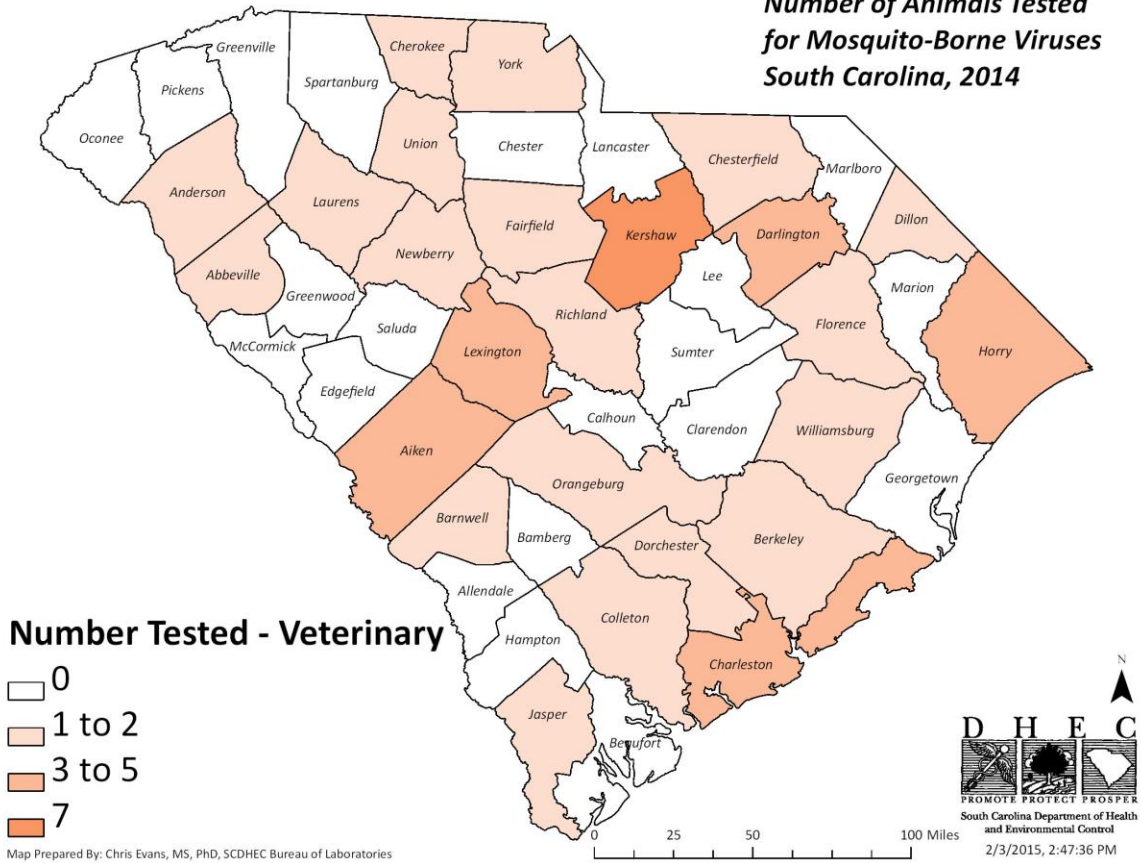 Number of Animals Tested
for Mosquito-Borne Viruses
South Carolina, 2014
Greenville
Cherokee
York
Spartanburg
Pickens
Oconee
Union
Chester
Lancaster
Chesterfield
Marlboro
Anderson
Laurens
Fairfield
Kershaw
Darlington
Dillon
Newberry
Abbeville
Lee
Marion
Greenwood
Richland
Florence
Saluda
McCormick
Lexington
Sumter
Horry
Edgefield
Calhoun
Clarendon
Williamsburg
Aiken
Georgetown
Orangeburg
Barnwell
Bamberg
Dorchester
Berkeley
Allendale
Colleton
Hampton
Charleston
Jasper
Beaufort
Number Tested - Veterinary
0
1 to 2
3 to 5
7
Map Prepared By: Chris Evans, MS, PhD, SCDHEC Bureau of Laboratories
0 25 50 100 Miles
N
D H E C
PROMOTE PROTECT PROSPER
South Carolina Department of Health
and Environmental Control
2/3/2015, 2:47:36 PM